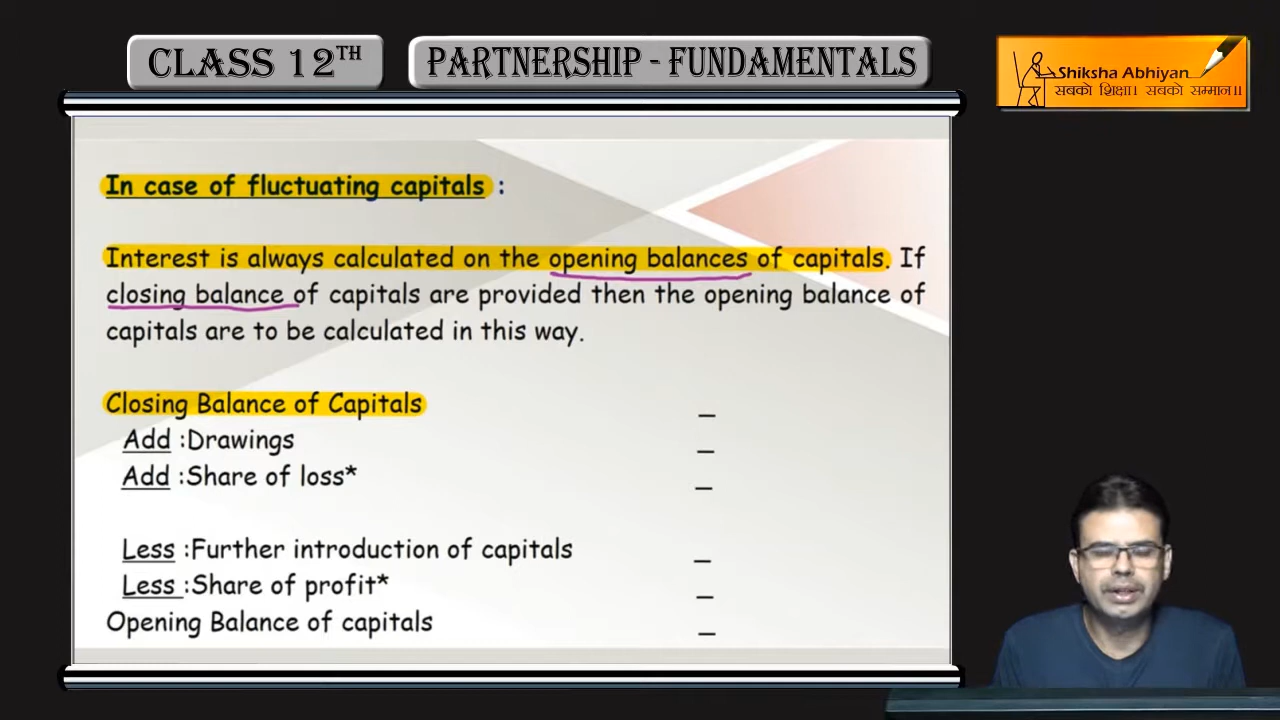 CLASS 12TH
PARTNERSHIP - FUNDAMENTALS
Shiksha Abhiyan
सबको शिक्षा। सबको सम्मान।।
In case of fluctuating capitals :
Interest is always calculated on the opening balances of capitals. If
closing balance of capitals are provided then the opening balance of
capitals are to be calculated in this way.
Closing Balance of Capitals _
Add :Drawings _
Add :Share of loss* _
Less :Further introduction of capitals _
Less :Share of profit* _
Opening Balance of capitals _